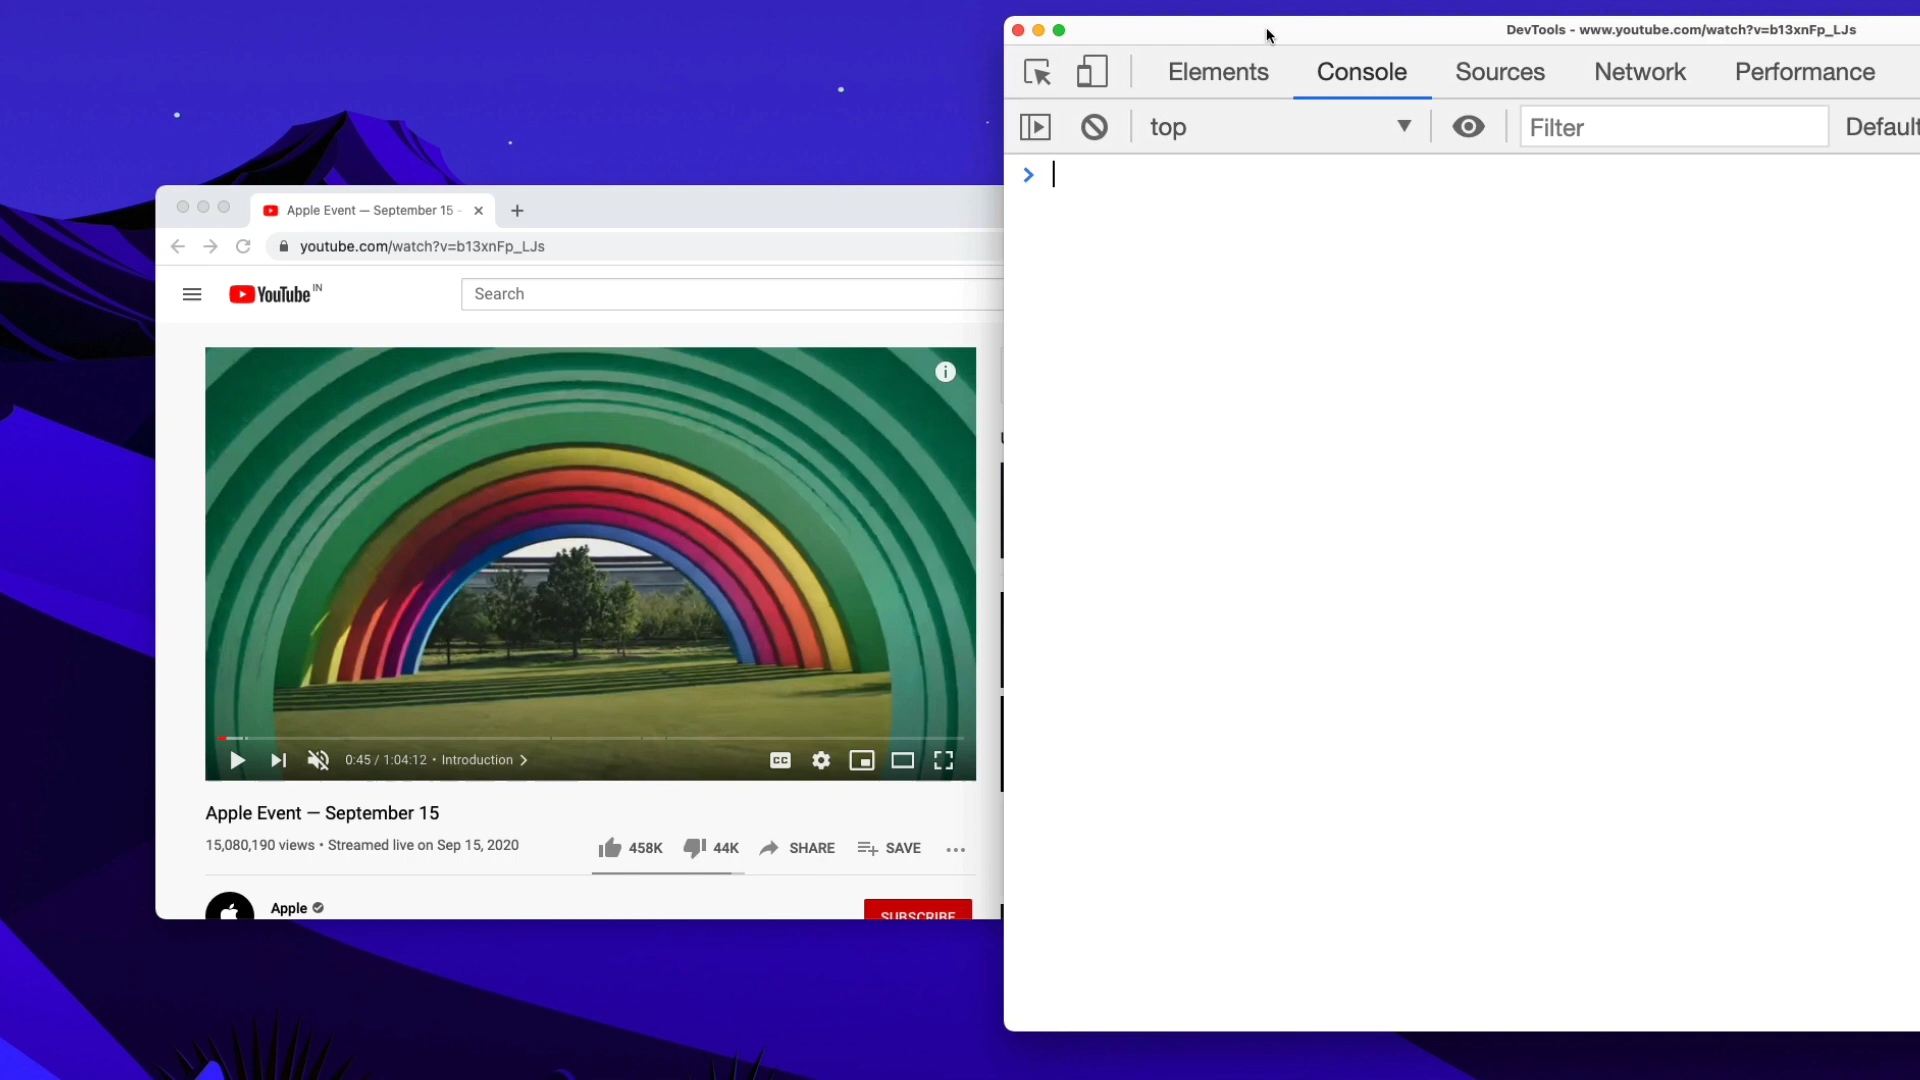 DevTools - www.youtube.com/watch?v=b13xnFp_LJs
Elements Console Sources Network Performance
top ▼ Filter Default
>
Apple Event — September 15 -
youtube.com/watch?v=b13xnFp_LJs
YouTube IN
Search
0:45 / 1:04:12 • Introduction >
CC
Apple Event — September 15
15,080,190 views • Streamed live on Sep 15, 2020
458K 44K SHARE SAVE ...
Apple
SUBSCRIBE